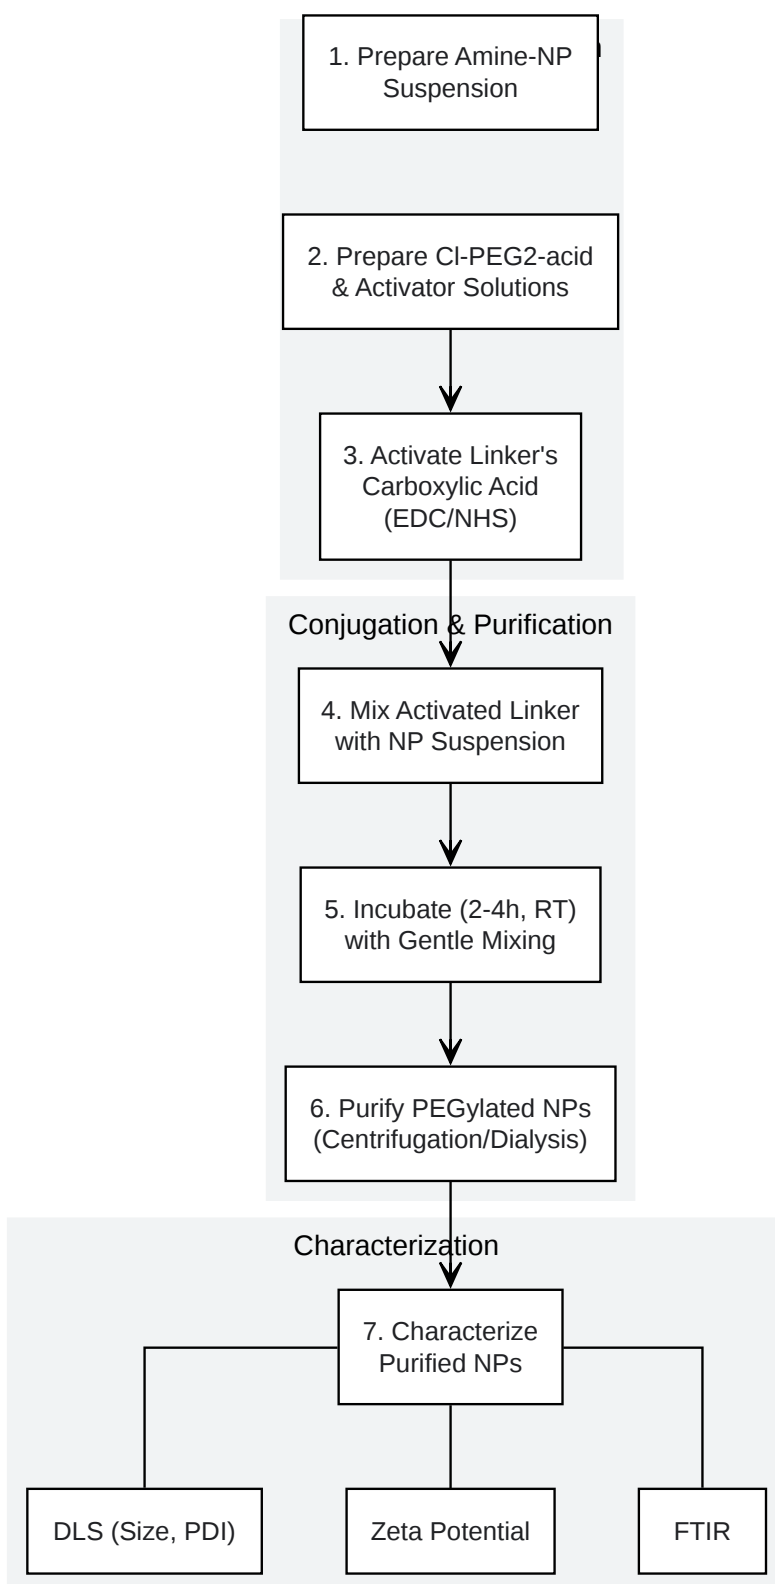 1. Prepare Amine-NP
Suspension
2. Prepare Cl-PEG2-acid
& Activator Solutions
3. Activate Linker's
Carboxylic Acid
(EDC/NHS)
Conjugation & Purification
4. Mix Activated Linker
with NP Suspension
5. Incubate (2-4h, RT)
with Gentle Mixing
6. Purify PEGylated NPs
(Centrifugation/Dialysis)
Characterization
7. Characterize
Purified NPs
DLS (Size, PDI)
Zeta Potential
FTIR